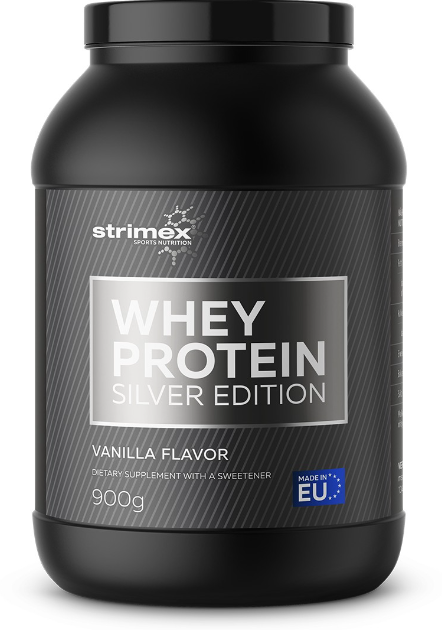 strimex
SPORTS NUTRITION
WHEY
PROTEIN
SILVER EDITION
VANILLA FLAVOR
DIETARY SUPPLEMENT WITH A SWEETENER
900g
MADE IN
EU